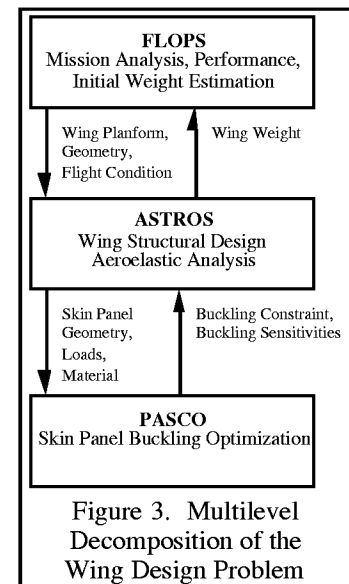 FLOPS
Mission Analysis, Performance,
Initial Weight Estimation
Wing Planform,
Geometry,
Flight Condition
Wing Weight
ASTROS
Wing Structural Design
Aeroelastic Analysis
Skin Panel
Geometry,
Loads,
Material
Buckling Constraint,
Buckling Sensitivities
PASCO
Skin Panel Buckling Optimization
Figure 3. Multilevel
Decomposition of the
Wing Design Problem